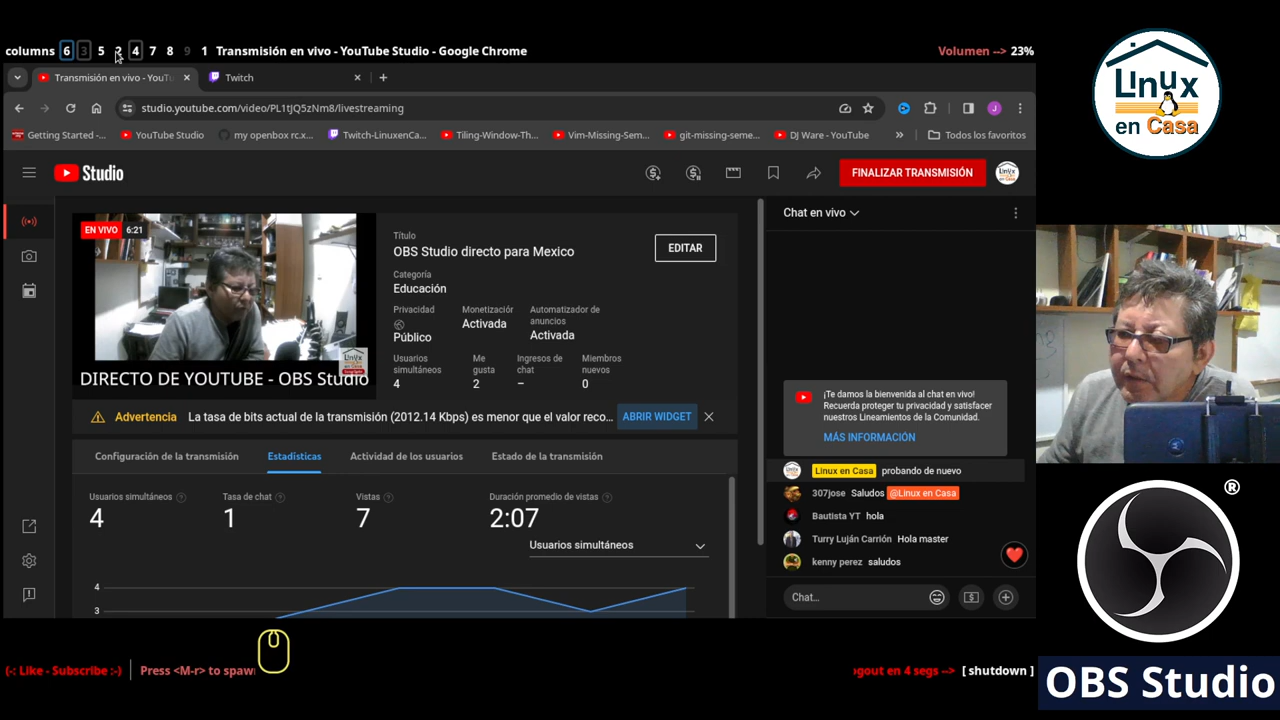 columns 6 3 5 2 4 7 8 9 1 Transmisión en vivo - YouTube Studio - Google Chrome
Volumen --> 23%
Transmisión en vivo - YouTu
Twitch
studio.youtube.com/video/PL1tJQ5zNm8/livestreaming
J
Getting Started -...
YouTube Studio
my openbox rc.x...
Twitch-LinuxenCa...
Tiling-Window-Th...
Vim-Missing-Sem...
git-missing-seme...
DJ Ware - YouTube
Todos los favoritos
Studio
FINALIZAR TRANSMISIÓN
EN VIVO 6:21
DIRECTO DE YOUTUBE - OBS Studio
Título
OBS Studio directo para Mexico
EDITAR
Categoría
Educación
Privacidad
Público
Monetización
Activada
Automatizador de
anuncios
Activada
Usuarios
simultáneos
4
Me
gusta
2
Ingresos de
chat
–
Miembros
nuevos
0
Advertencia
La tasa de bits actual de la transmisión (2012.14 Kbps) es menor que el valor reco...
ABRIR WIDGET
Configuración de la transmisión
Estadísticas
Actividad de los usuarios
Estado de la transmisión
Usuarios simultáneos
4
Tasa de chat
1
Vistas
7
Duración promedio de vistas
2:07
Usuarios simultáneos
4
3
Chat en vivo
¡Te damos la bienvenida al chat en vivo!
Recuerda proteger tu privacidad y satisfacer
nuestros Lineamientos de la Comunidad.
MÁS INFORMACIÓN
Linux en Casa probando de nuevo
307jose Saludos @Linux en Casa
Bautista YT hola
Turry Luján Carrión Hola master
kenny perez saludos
Chat...
(-: Like - Subscribe :-)
Press <M-r> to spaw
gout en 4 segs -->
[ shutdown ]
Linux
en Casa
®
OBS Studio